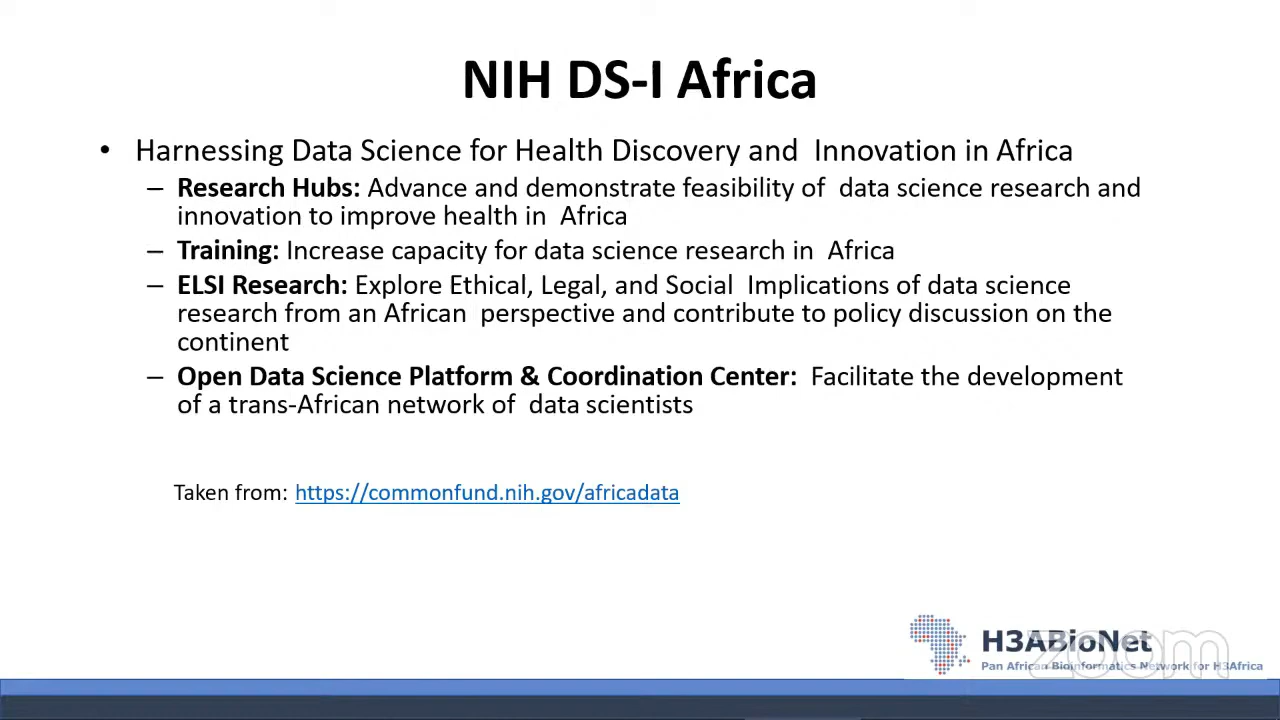 NIH DS-I Africa
• Harnessing Data Science for Health Discovery and Innovation in Africa
– Research Hubs: Advance and demonstrate feasibility of data science research and
innovation to improve health in Africa
– Training: Increase capacity for data science research in Africa
– ELSI Research: Explore Ethical, Legal, and Social Implications of data science
research from an African perspective and contribute to policy discussion on the
continent
– Open Data Science Platform & Coordination Center: Facilitate the development
of a trans-African network of data scientists
Taken from: https://commonfund.nih.gov/africadata
H3ABioNet
zoom
Pan African Bioinformatics Network for H3Africa